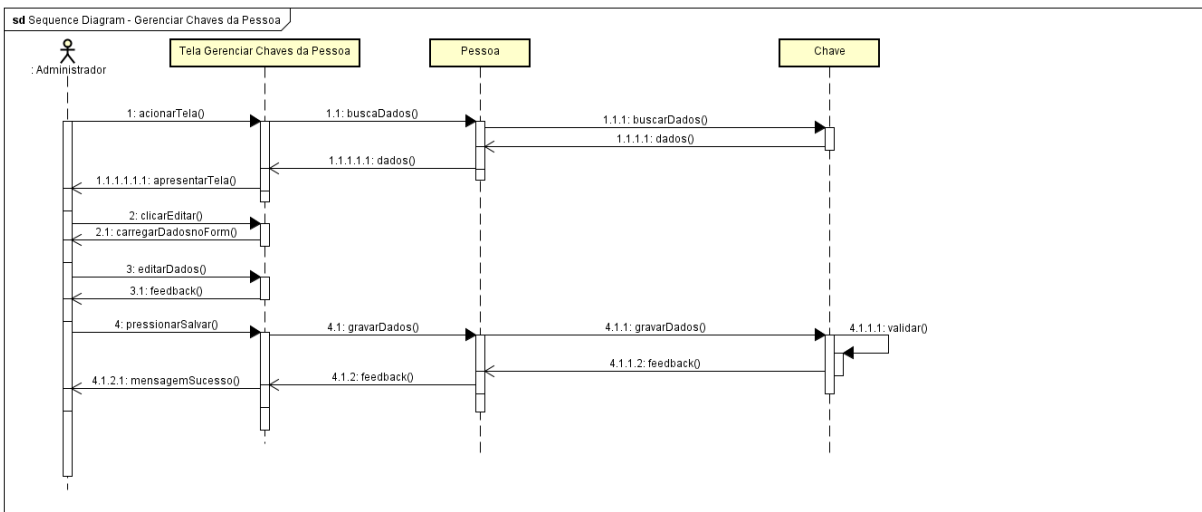 sd Sequence Diagram - Gerenciar Chaves da Pessoa
: Administrador
Tela Gerenciar Chaves da Pessoa
Pessoa
Chave
1: acionarTela()
1.1: buscaDados()
1.1.1: buscarDados()
1.1.1.1: dados()
1.1.1.1.1: dados()
1.1.1.1.1.1: apresentarTela()
2: clicarEditar()
2.1: carregarDadosnoForm()
3: editarDados()
3.1: feedback()
4: pressionarSalvar()
4.1: gravarDados()
4.1.1: gravarDados()
4.1.1.1: validar()
4.1.1.2: feedback()
4.1.2: feedback()
4.1.2.1: mensagemSucesso()